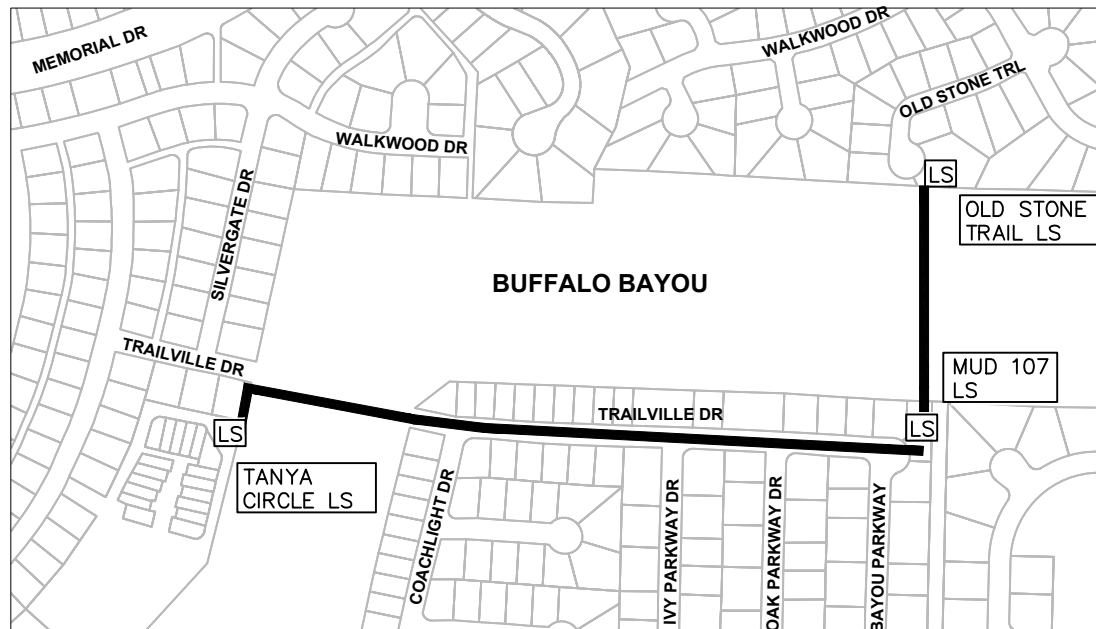 MEMORIAL DR
WALKWOOD DR
OLD STONE TRL
WALKWOOD DR
LS
SILVERGATE DR
OLD STONE
TRAIL LS
BUFFALO BAYOU
TRAILVILLE DR
MUD 107
LS
TRAILVILLE DR
LS
LS
TANYA
CIRCLE LS
COACHLIGHT DR
IVY PARKWAY DR
OAK PARKWAY DR
BAYOU PARKWAY